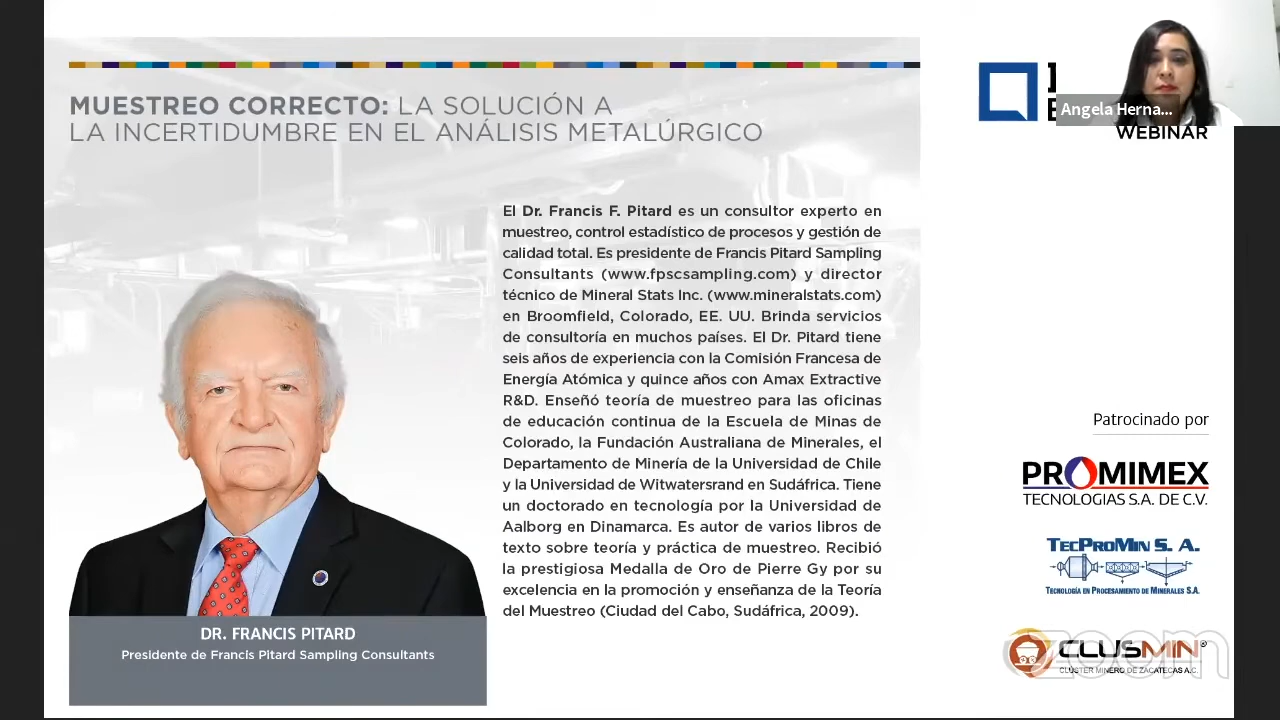 MUESTREO CORRECTO: LA SOLUCIÓN A
LA INCERTIDUMBRE EN EL ANÁLISIS METALÚRGICO
Angela Herna...
WEBINAR
El Dr. Francis F. Pitard es un consultor experto en
muestreo, control estadístico de procesos y gestión de
calidad total. Es presidente de Francis Pitard Sampling
Consultants (www.fpscsampling.com) y director
técnico de Mineral Stats Inc. (www.mineralstats.com)
en Broomfield, Colorado, EE. UU. Brinda servicios
de consultoría en muchos países. El Dr. Pitard tiene
seis años de experiencia con la Comisión Francesa de
Energía Atómica y quince años con Amax Extractive
R&D. Enseñó teoría de muestreo para las oficinas
de educación continua de la Escuela de Minas de
Colorado, la Fundación Australiana de Minerales, el
Departamento de Minería de la Universidad de Chile
y la Universidad de Witwatersrand en Sudáfrica. Tiene
un doctorado en tecnología por la Universidad de
Aalborg en Dinamarca. Es autor de varios libros de
texto sobre teoría y práctica de muestreo. Recibió
la prestigiosa Medalla de Oro de Pierre Gy por su
excelencia en la promoción y enseñanza de la Teoría
del Muestreo (Ciudad del Cabo, Sudáfrica, 2009).
DR. FRANCIS PITARD
Presidente de Francis Pitard Sampling Consultants
Patrocinado por
PROMIMEX
TECNOLOGIAS S.A. DE C.V.
TECPROMIN S. A.
TECNOLOGÍA EN PROCESAMIENTO DE MINERALES S.A.
CLUSMIN®
CLÚSTER MINERO DE ZACATECAS A.C.
zoom